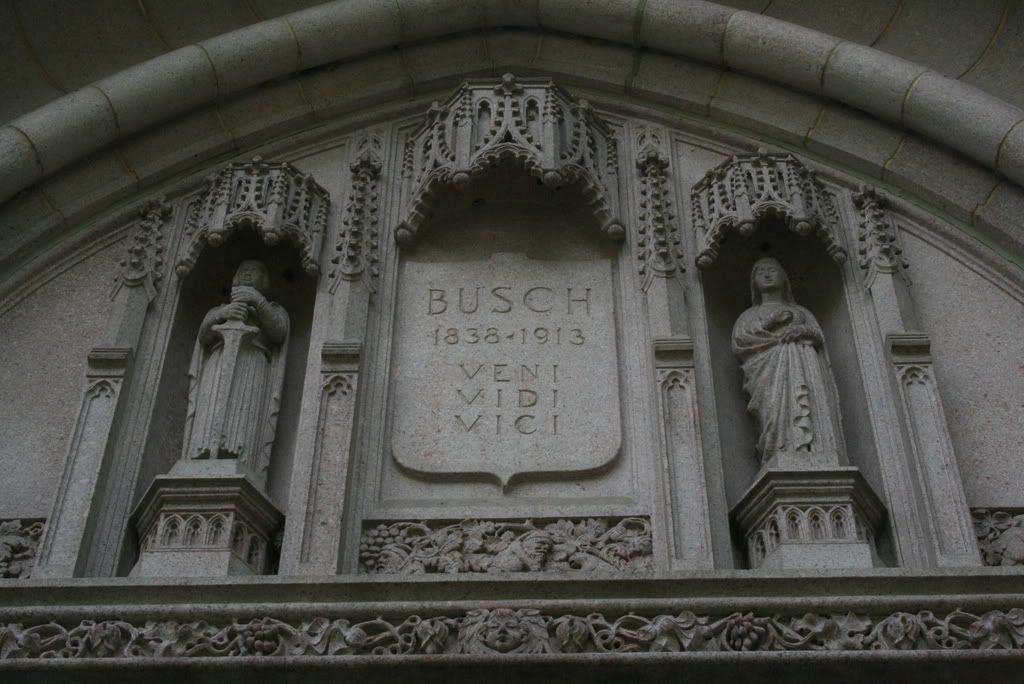 BUSCH
1838-1913
VENI
VIDI
VICI